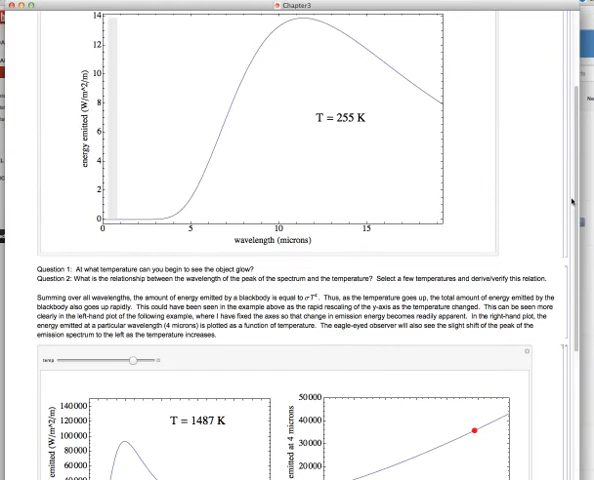 Chapter3
14
12
10
8
6
4
2
0
energy emitted (W/m^2/m)
T = 255 K
0 5 10 15
wavelength (microns)
Question 1: At what temperature can you begin to see the object glow?
Question 2: What is the relationship between the wavelength of the peak of the spectrum and the temperature? Select a few temperatures and derive/verify this relation.
Summing over all wavelengths, the amount of energy emitted by a blackbody is equal to σT⁴. Thus, as the temperature goes up, the total amount of energy emitted by the
blackbody also goes up rapidly. This could have been seen in the example above as the rapid rescaling of the y-axis as the temperature changed. This can be seen more
clearly in the left-hand plot of the following example, where I have fixed the axes so that change in emission energy becomes readily apparent. In the right-hand plot, the
energy emitted at a particular wavelength (4 microns) is plotted as a function of temperature. The eagle-eyed observer will also see the slight shift of the peak of the
emission spectrum to the left as the temperature increases.
temp
140000
120000
100000
80000
60000
emitted (W/m^2/m)
T = 1487 K
50000
40000
30000
20000
emitted at 4 microns